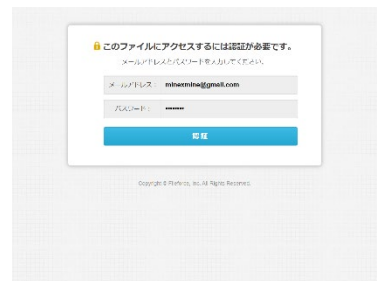 このファイルにアクセスするには認証が必要です。
メールアドレスとパスワードを入力してください。
メールアドレス： minexmine@gmail.com
パスワード： ••••••••
認証
Copyright © Fileforce, Inc. All Rights Reserved.